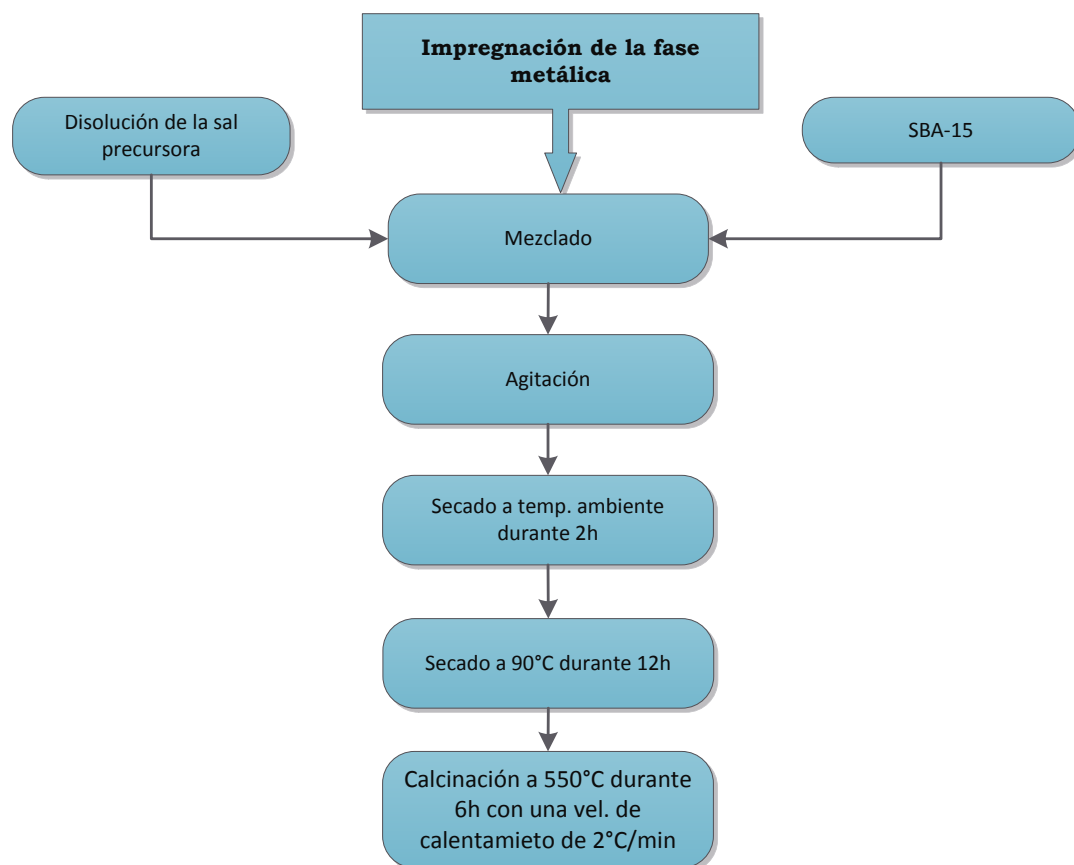 Impregnación de la fase
metálica
Disolución de la sal
precursora
SBA-15
Mezclado
Agitación
Secado a temp. ambiente
durante 2h
Secado a 90°C durante 12h
Calcinación a 550°C durante
6h con una vel. de
calentamieto de 2°C/min